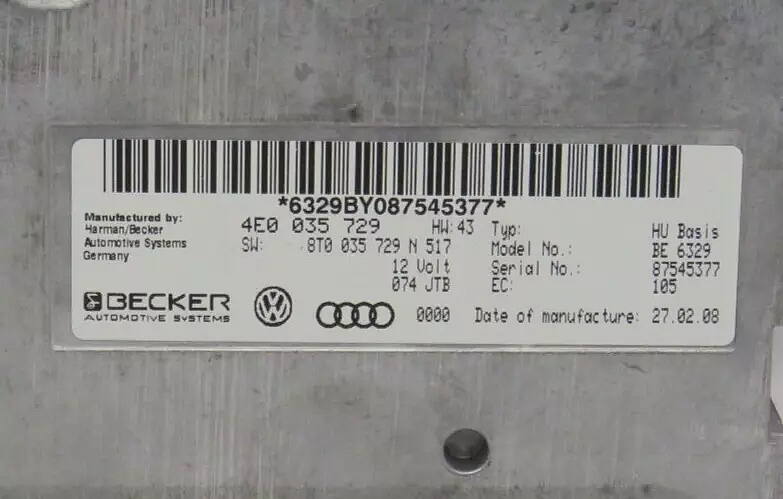 *6329BY087545377*
Manufactured by:
Harman/Becker
Automotive Systems
Germany
4E0 035 729 HW:43
SW: 8T0 035 729 N 517
12 Volt
074 JTB
Typ: HU Basis
Model No.: BE 6329
Serial No.: 87545377
EC: 105
BECKER
AUTOMOTIVE SYSTEMS
VW
0000
Date of manufacture: 27.02.08